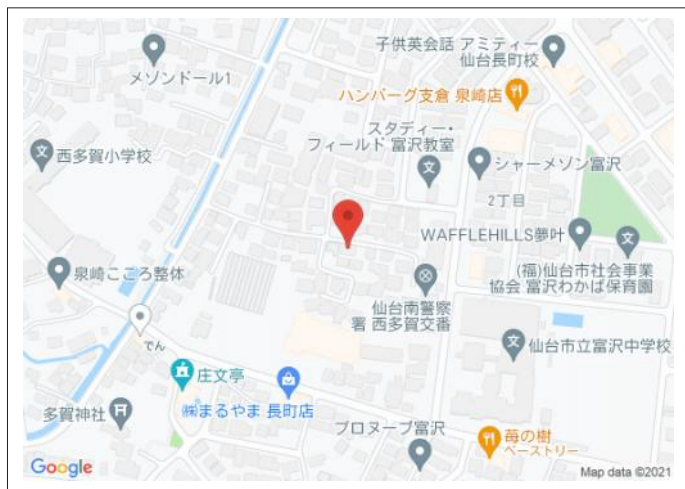 子供英会話 アミティー
仙台長町校
メゾンドール1
ハンバーグ支倉 泉崎店
スタディー・
フィールド 富沢教室
西多賀小学校
シャーメゾン富沢
2丁目
WAFFLEHILLS夢叶
(福)仙台市社会事業
協会 富沢わかば保育園
泉崎こころ整体
仙台南警察
署 西多賀交番
でん
仙台市立富沢中学校
庄文亭
㈱まるやま 長町店
多賀神社
ブロヌーブ富沢
苺の樹
ペーストリー
Google
Map data ©2021